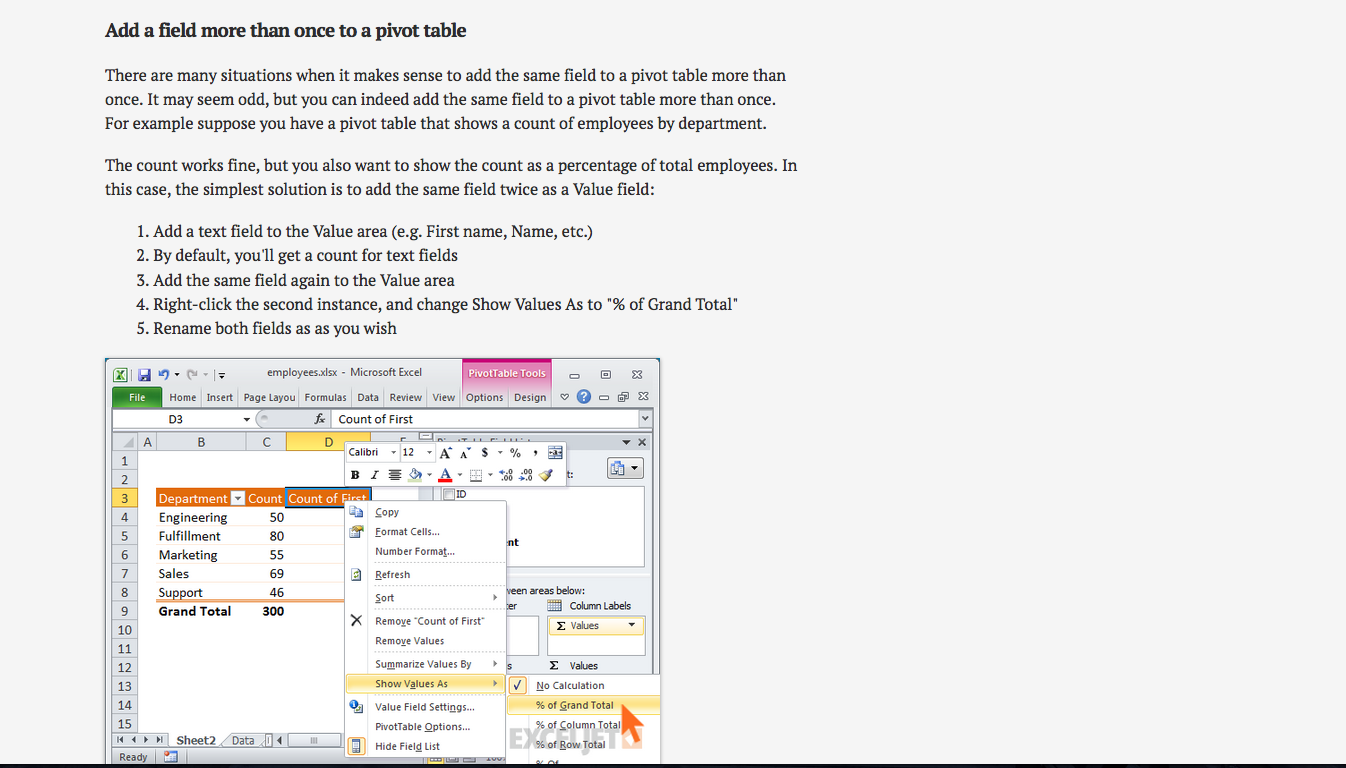 Add a field more than once to a pivot table
There are many situations when it makes sense to add the same field to a pivot table more than
once. It may seem odd, but you can indeed add the same field to a pivot table more than once.
For example suppose you have a pivot table that shows a count of employees by department.
The count works fine, but you also want to show the count as a percentage of total employees. In
this case, the simplest solution is to add the same field twice as a Value field:
1. Add a text field to the Value area (e.g. First name, Name, etc.)
2. By default, you'll get a count for text fields
3. Add the same field again to the Value area
4. Right-click the second instance, and change Show Values As to "% of Grand Total"
5. Rename both fields as as you wish
employees.xlsx - Microsoft Excel
PivotTable Tools
File Home Insert Page Layou Formulas Data Review View Options Design
D3 fx Count of First
A B C D
Calibri 12 A A $ % ,
B I A .00 .00 t:
1
2
3 Department Count Count of First
4 Engineering 50
5 Fulfillment 80
6 Marketing 55
7 Sales 69
8 Support 46
9 Grand Total 300
10
11
12
13
14
15
ID
nt
Copy
Format Cells...
Number Format...
Refresh
Sort
Remove "Count of First"
Remove Values
Summarize Values By
Show Values As
Value Field Settings...
PivotTable Options...
Hide Field List
ween areas below:
ter Column Labels
Σ Values
s Σ Values
No Calculation
% of Grand Total
% of Column Total
% of Row Total
% Of
EXCELJET
Sheet2 Data
Ready